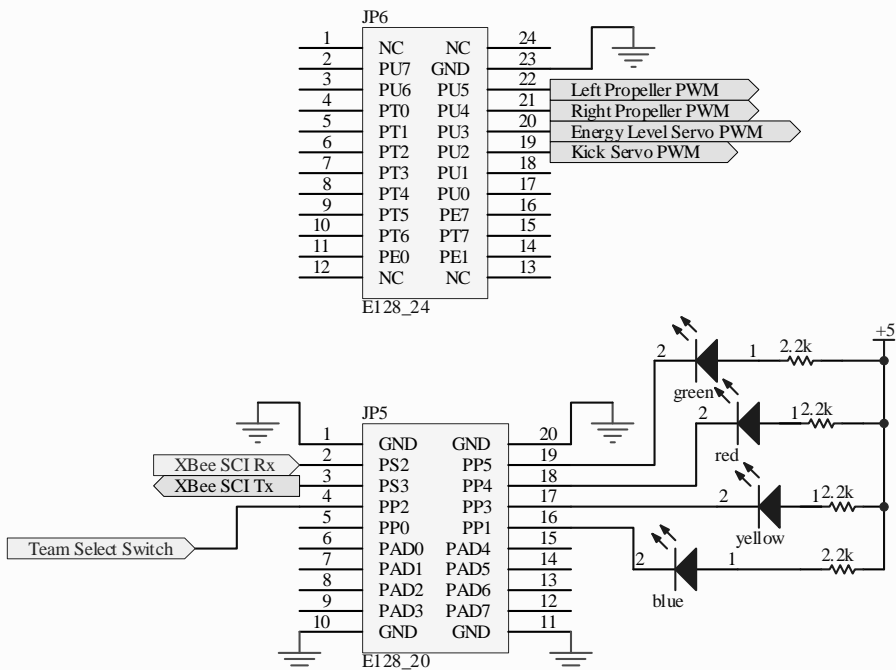 JP6
1 NC NC 24
2 PU7 GND 23
3 PU6 PU5 22 Left Propeller PWM
4 PT0 PU4 21 Right Propeller PWM
5 PT1 PU3 20 Energy Level Servo PWM
6 PT2 PU2 19 Kick Servo PWM
7 PT3 PU1 18
8 PT4 PU0 17
9 PT5 PE7 16
10 PT6 PT7 15
11 PE0 PE1 14
12 NC NC 13
E128_24
+5
2 1 2.2k
green
JP5
2 1 2.2k
red
1 GND GND 20
XBee SCI Rx 2 PS2 PP5 19
XBee SCI Tx 3 PS3 PP4 18
4 PP2 PP3 17 2 1 2.2k
yellow
5 PP0 PP1 16
Team Select Switch 6 PAD0 PAD4 15
7 PAD1 PAD5 14 2 1 2.2k
blue
8 PAD2 PAD6 13
9 PAD3 PAD7 12
10 GND GND 11
E128_20